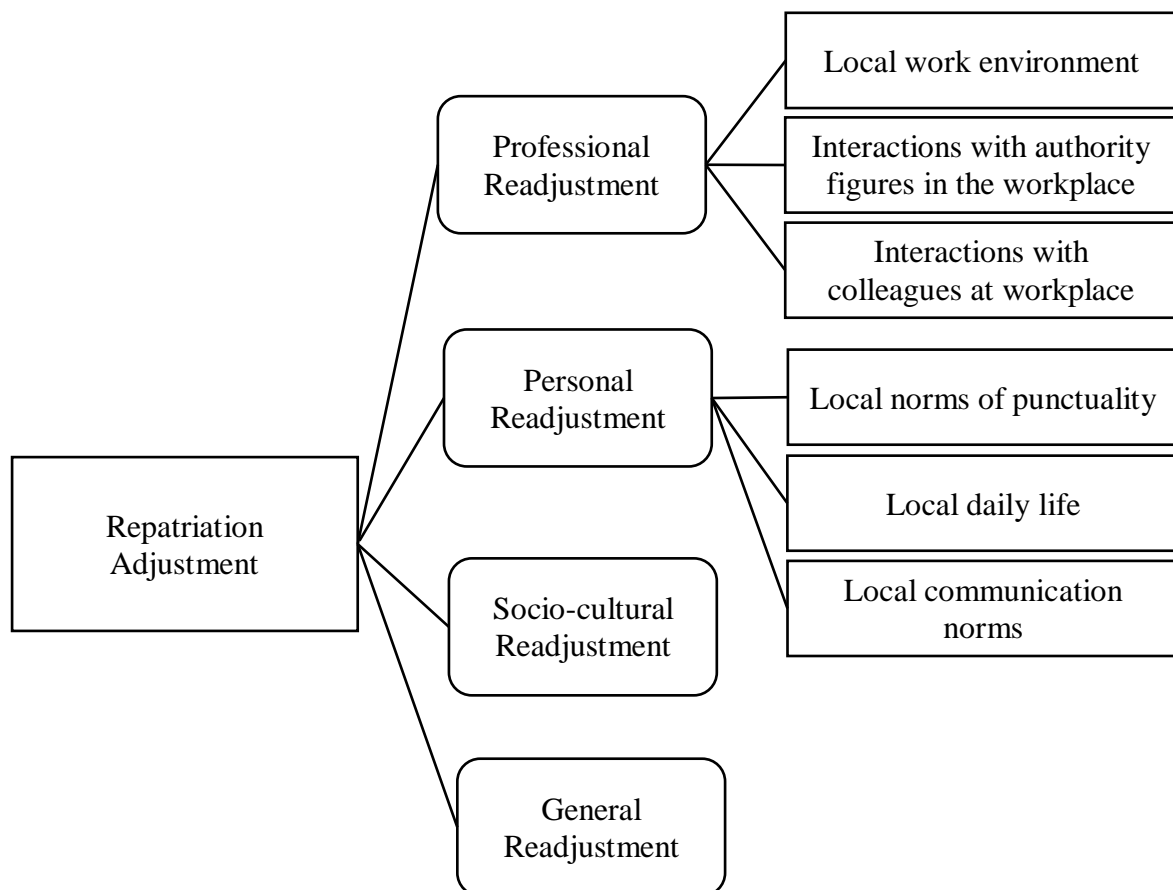 Repatriation
Adjustment
Professional
Readjustment
Local work environment
Interactions with authority
figures in the workplace
Interactions with
colleagues at workplace
Personal
Readjustment
Local norms of punctuality
Local daily life
Local communication
norms
Socio-cultural
Readjustment
General
Readjustment